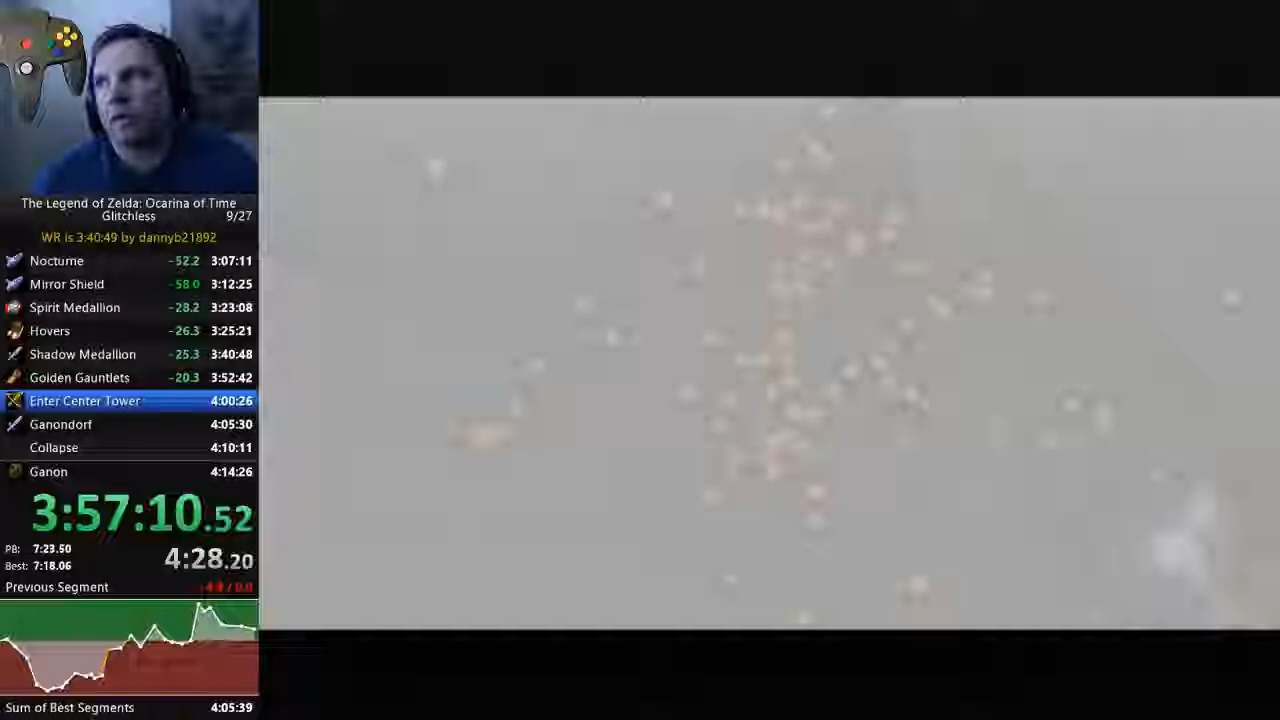 The Legend of Zelda: Ocarina of Time
Glitchless 9/27
WR is 3:40:49 by dannyb21892
Nocturne -52.2 3:07:11
Mirror Shield -58.0 3:12:25
Spirit Medallion -28.2 3:23:08
Hovers -26.3 3:25:21
Shadow Medallion -25.3 3:40:48
Golden Gauntlets -20.3 3:52:42
Enter Center Tower 4:00:26
Ganondorf 4:05:30
Collapse 4:10:11
Ganon 4:14:26
3:57:10.52
PB: 7:23.50
Best: 7:18.06
4:28.20
Previous Segment
Sum of Best Segments 4:05:39